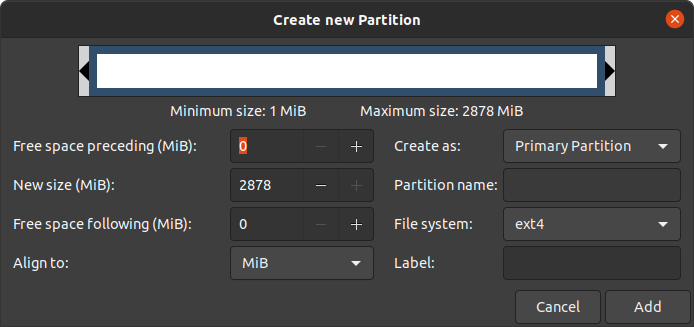 Create new Partition
Minimum size: 1 MiB Maximum size: 2878 MiB
Free space preceding (MiB): 0 Create as: Primary Partition
New size (MiB): 2878 Partition name:
Free space following (MiB): 0 File system: ext4
Align to: MiB Label:
Cancel Add